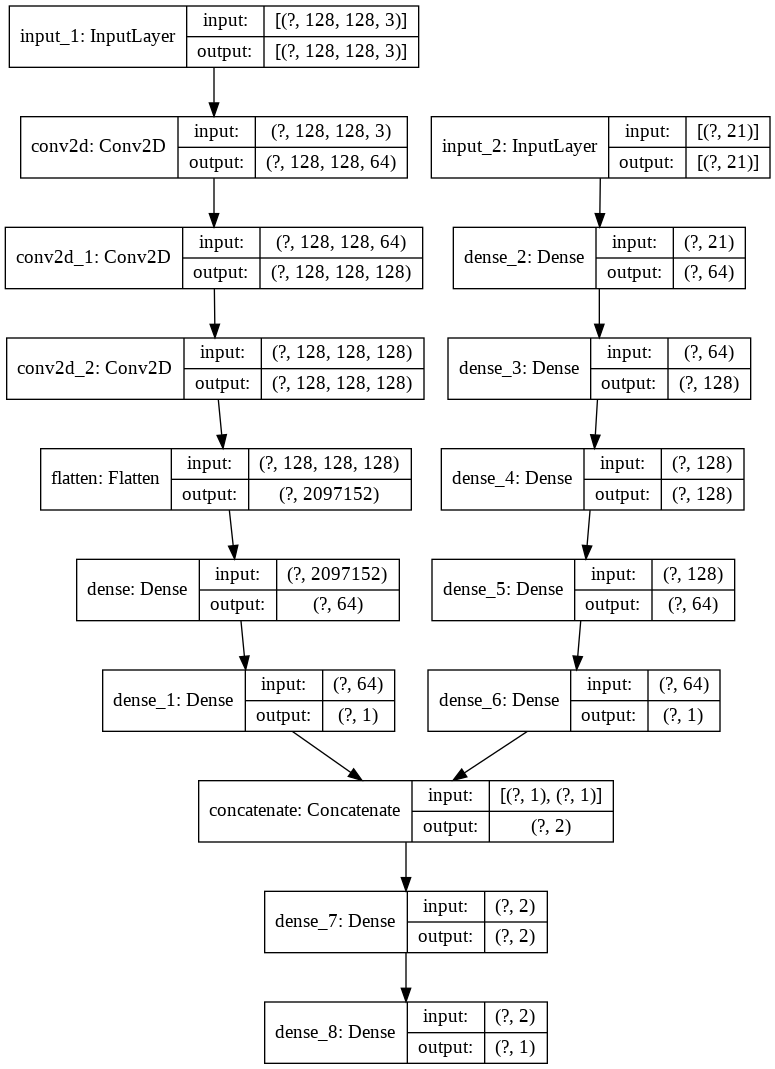 input_1: InputLayer
input: [(?, 128, 128, 3)]
output: [(?, 128, 128, 3)]
conv2d: Conv2D
input: (?, 128, 128, 3)
output: (?, 128, 128, 64)
conv2d_1: Conv2D
input: (?, 128, 128, 64)
output: (?, 128, 128, 128)
conv2d_2: Conv2D
input: (?, 128, 128, 128)
output: (?, 128, 128, 128)
flatten: Flatten
input: (?, 128, 128, 128)
output: (?, 2097152)
dense: Dense
input: (?, 2097152)
output: (?, 64)
dense_1: Dense
input: (?, 64)
output: (?, 1)
input_2: InputLayer
input: [(?, 21)]
output: [(?, 21)]
dense_2: Dense
input: (?, 21)
output: (?, 64)
dense_3: Dense
input: (?, 64)
output: (?, 128)
dense_4: Dense
input: (?, 128)
output: (?, 128)
dense_5: Dense
input: (?, 128)
output: (?, 64)
dense_6: Dense
input: (?, 64)
output: (?, 1)
concatenate: Concatenate
input: [(?, 1), (?, 1)]
output: (?, 2)
dense_7: Dense
input: (?, 2)
output: (?, 2)
dense_8: Dense
input: (?, 2)
output: (?, 1)